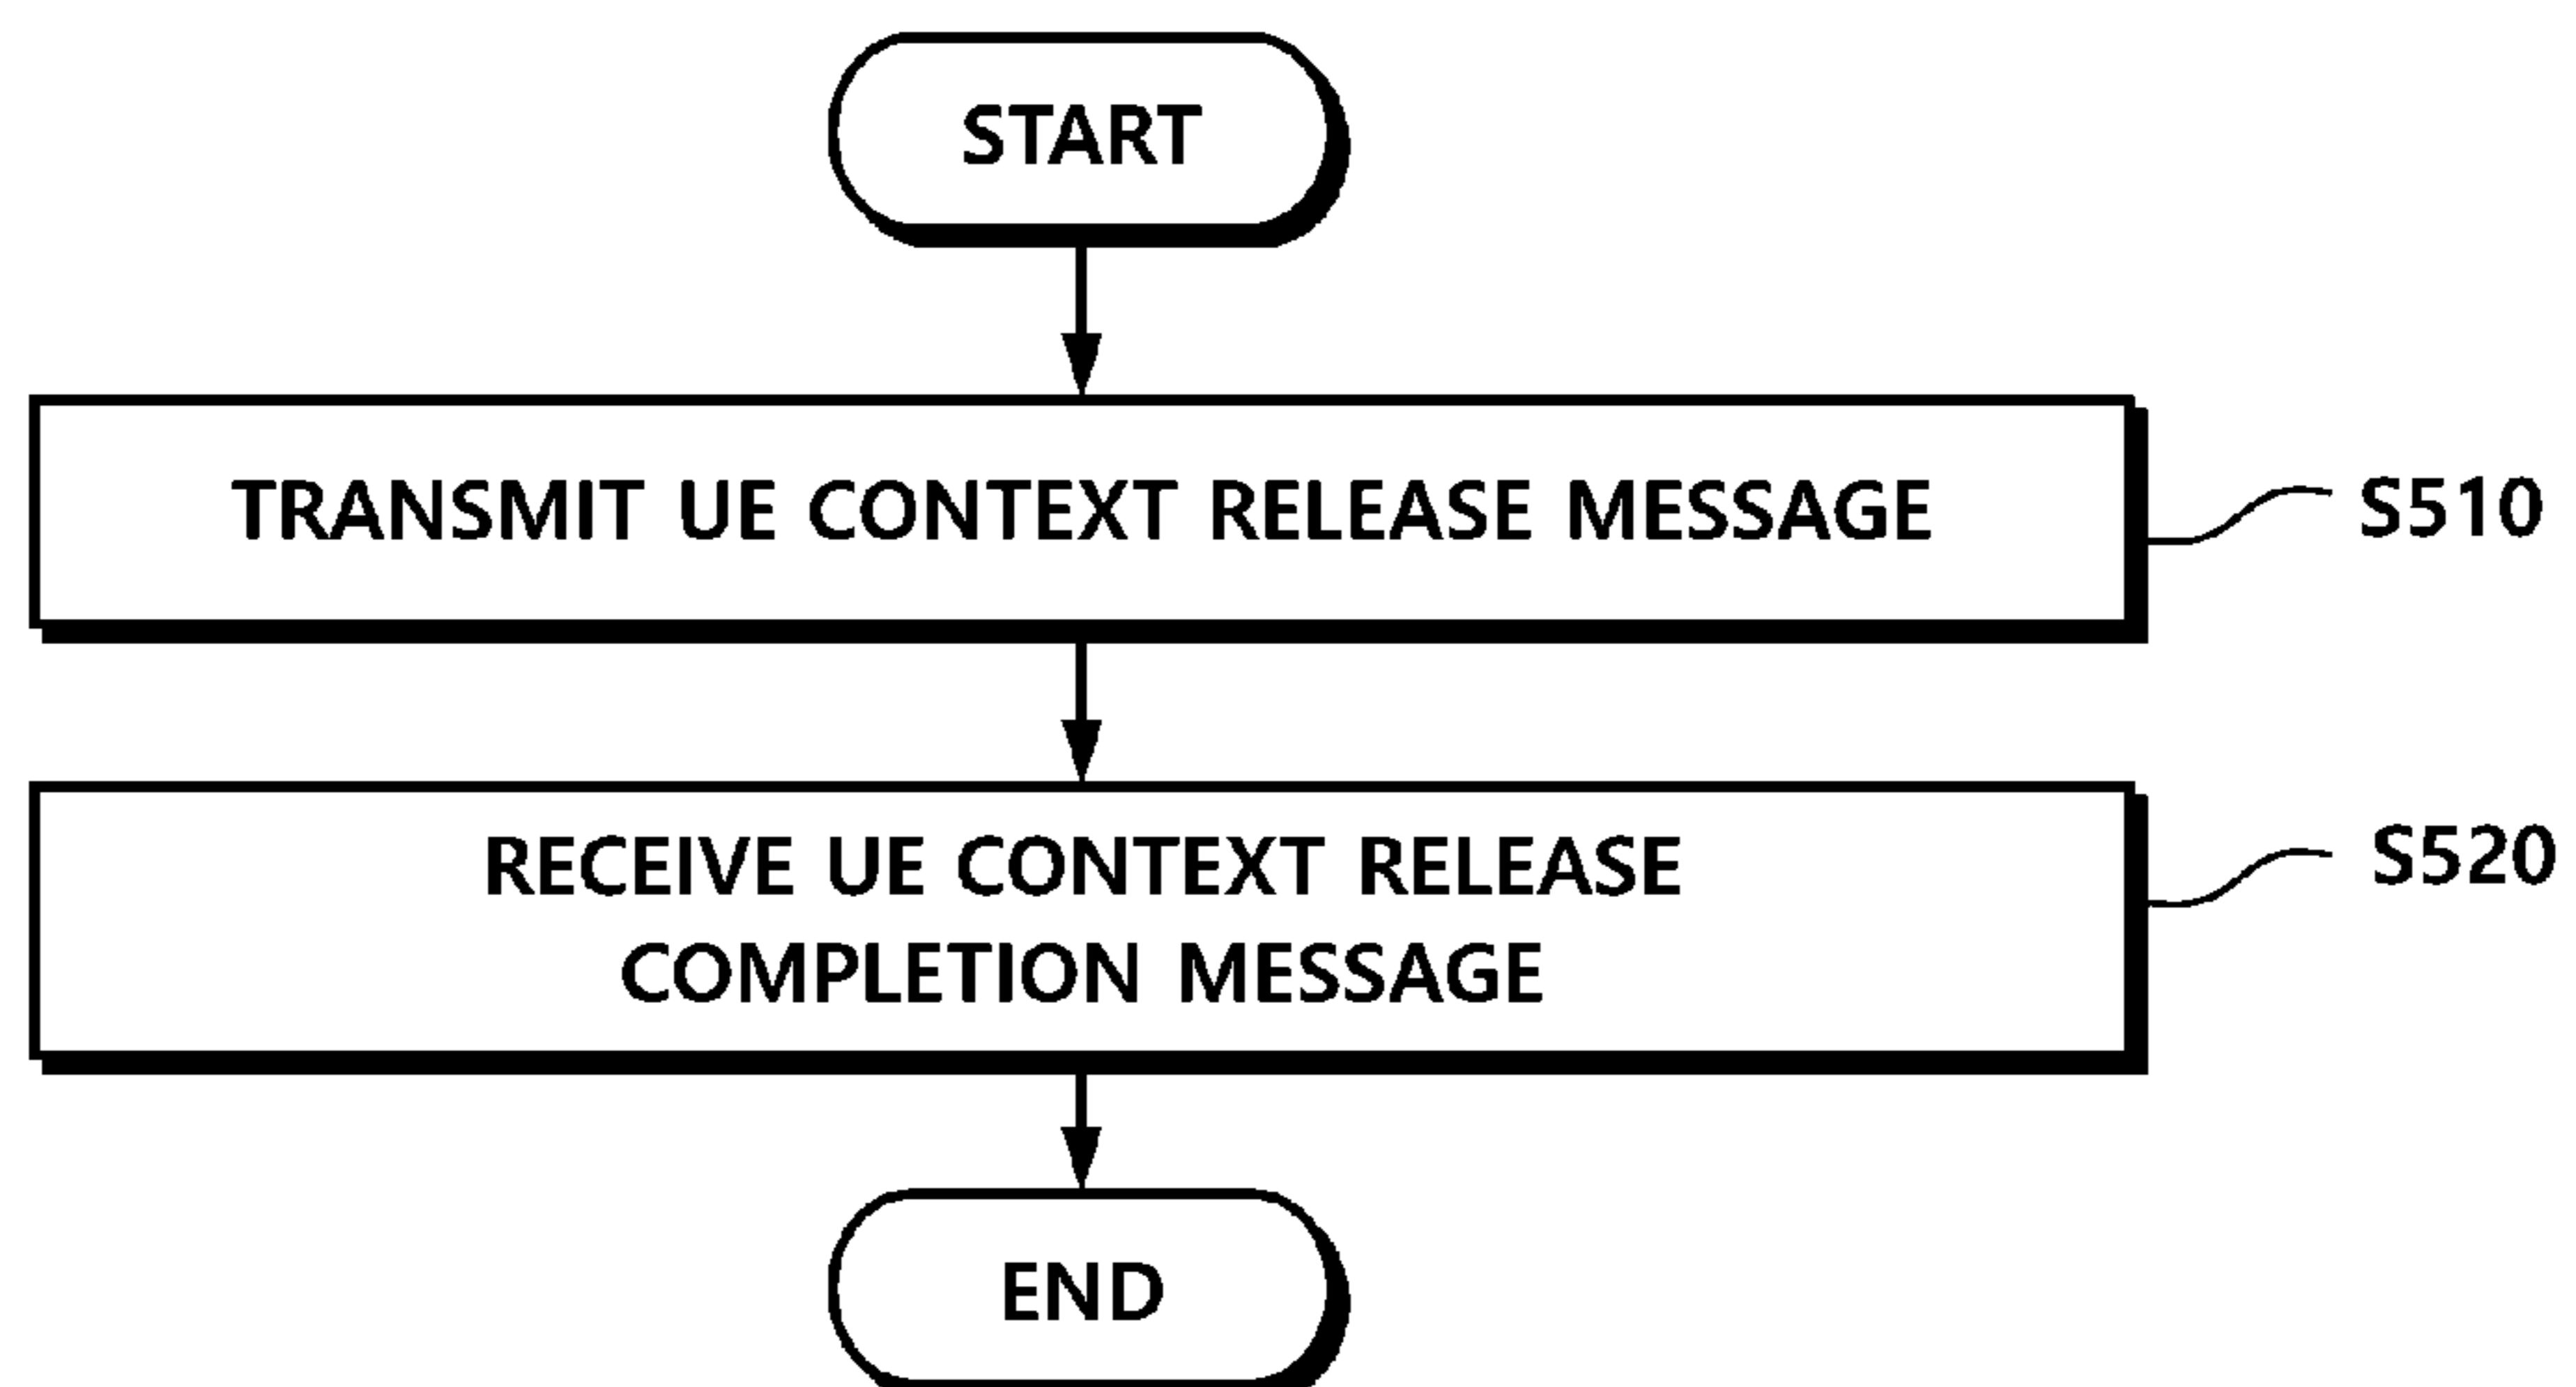 START
TRANSMIT UE CONTEXT RELEASE MESSAGE
S510
RECEIVE UE CONTEXT RELEASE
COMPLETION MESSAGE
S520
END